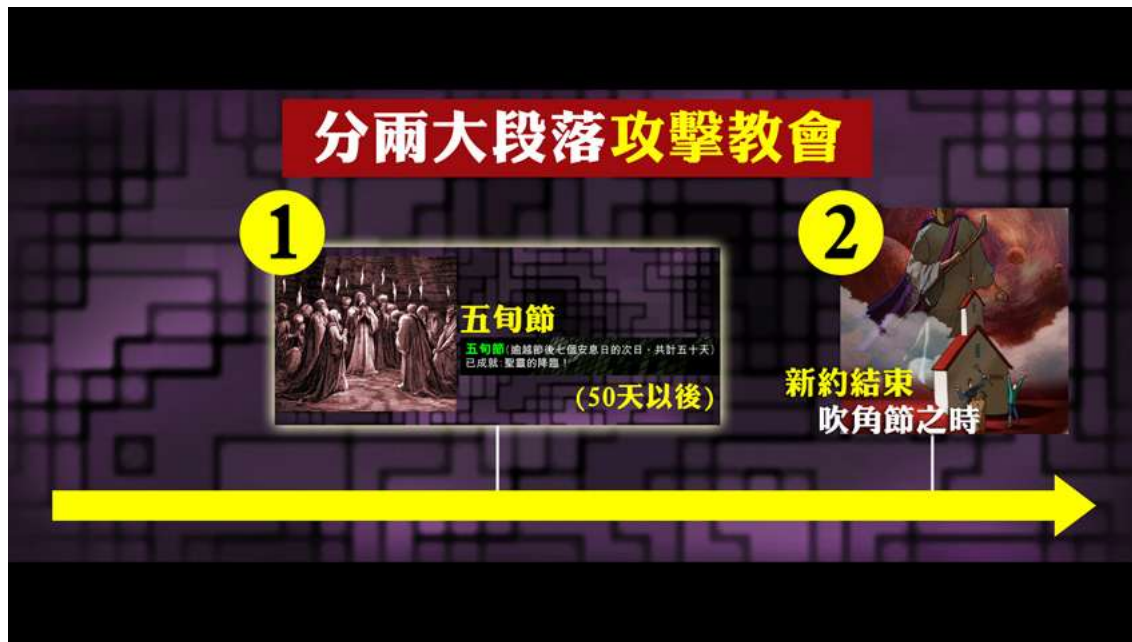 分兩大段落攻擊教會
1
五旬節
五旬節(逾越節後七個安息日的次日，共計五十天)
已成就:聖靈的降臨！
(50天以後)
2
新約結束
吹角節之時